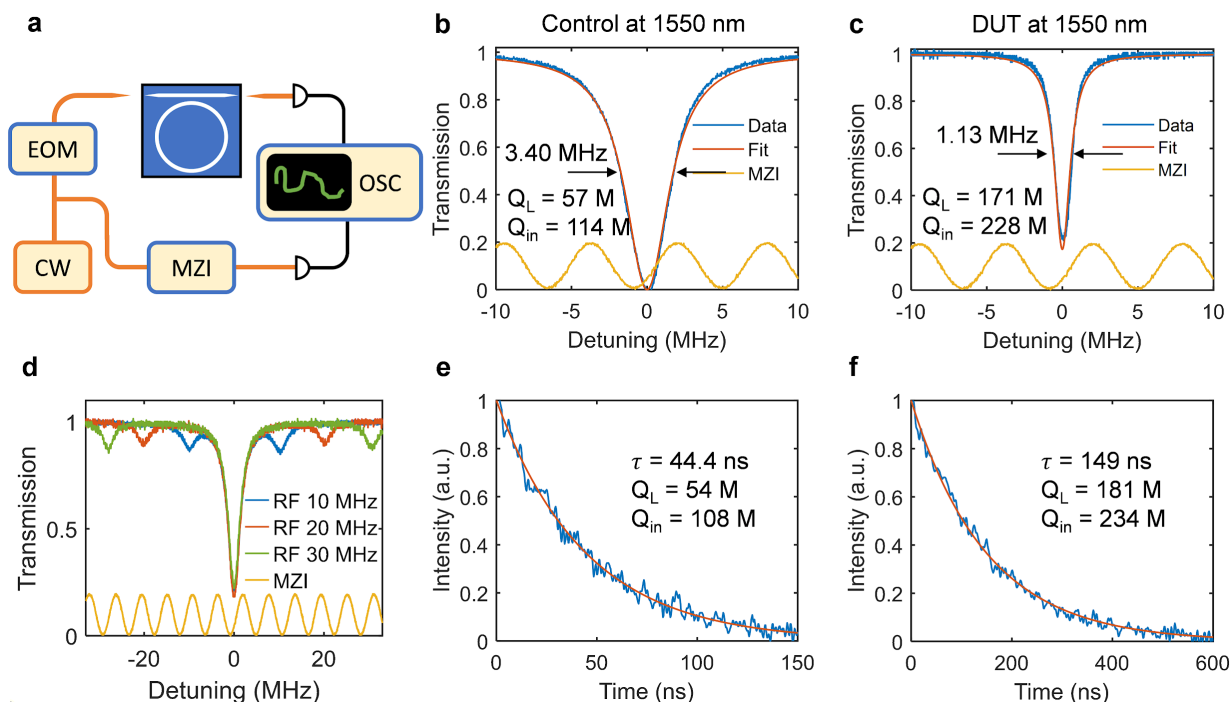 a
EOM
CW
MZI
OSC
b
Control at 1550 nm
Transmission
1
0.8
0.6
0.4
0.2
0
3.40 MHz
Q_L = 57 M
Q_in = 114 M
Data
Fit
MZI
-10
-5
0
5
10
Detuning (MHz)
c
DUT at 1550 nm
Transmission
1
0.8
0.6
0.4
0.2
0
1.13 MHz
Q_L = 171 M
Q_in = 228 M
Data
Fit
MZI
-10
-5
0
5
10
Detuning (MHz)
d
Transmission
1
0.5
0
RF 10 MHz
RF 20 MHz
RF 30 MHz
MZI
-20
0
20
Detuning (MHz)
e
Intensity (a.u.)
1
0.8
0.6
0.4
0.2
0
τ = 44.4 ns
Q_L = 54 M
Q_in = 108 M
0
50
100
150
Time (ns)
f
Intensity (a.u.)
1
0.8
0.6
0.4
0.2
0
τ = 149 ns
Q_L = 181 M
Q_in = 234 M
0
200
400
600
Time (ns)